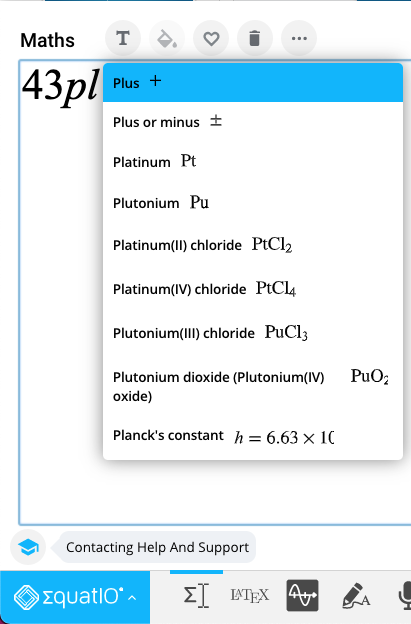 Maths
T
43pl
Plus +
Plus or minus ±
Platinum Pt
Plutonium Pu
Platinum(II) chloride PtCl₂
Platinum(IV) chloride PtCl₄
Plutonium(III) chloride PuCl₃
Plutonium dioxide (Plutonium(IV) PuO₂
oxide)
Planck's constant h = 6.63 × 10
Contacting Help And Support
ΣquatIO
Σ LATEX A